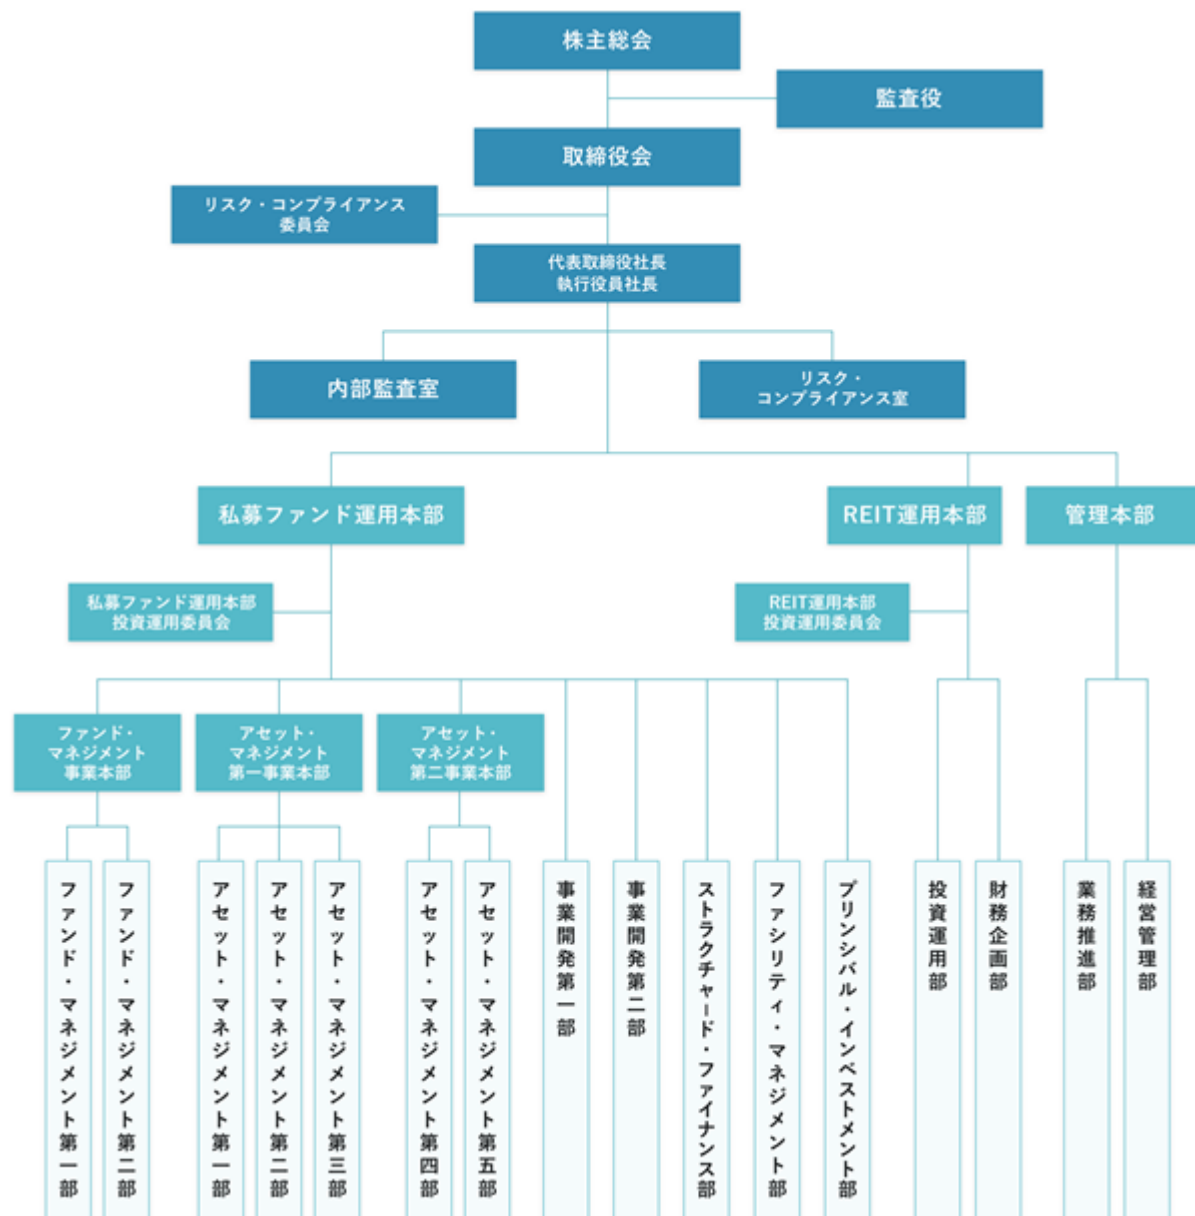 株主総会
監査役
取締役会
リスク・コンプライアンス
委員会
代表取締役社長
執行役員社長
内部監査室
リスク・
コンプライアンス室
私募ファンド運用本部
REIT運用本部
管理本部
私募ファンド運用本部
投資運用委員会
REIT運用本部
投資運用委員会
ファンド・
マネジメント
事業本部
アセット・
マネジメント
第一事業本部
アセット・
マネジメント
第二事業本部
ファンド・マネジメント第一部
ファンド・マネジメント第二部
アセット・マネジメント第一部
アセット・マネジメント第二部
アセット・マネジメント第三部
アセット・マネジメント第四部
アセット・マネジメント第五部
事業開発第一部
事業開発第二部
ストラクチャード・ファイナンス部
ファシリティ・マネジメント部
プリンシパル・インベストメント部
投資運用部
財務企画部
業務推進部
経営管理部